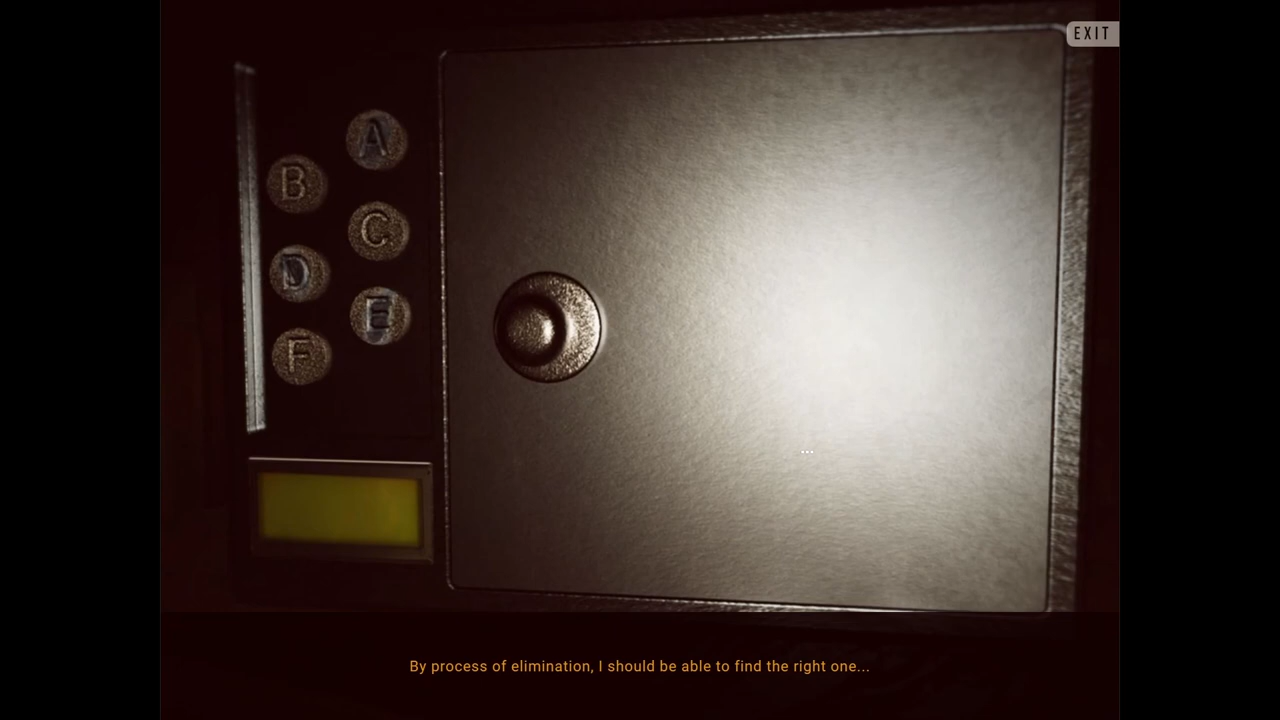 EXIT
A
B
C
D
E
F
...
By process of elimination, I should be able to find the right one...